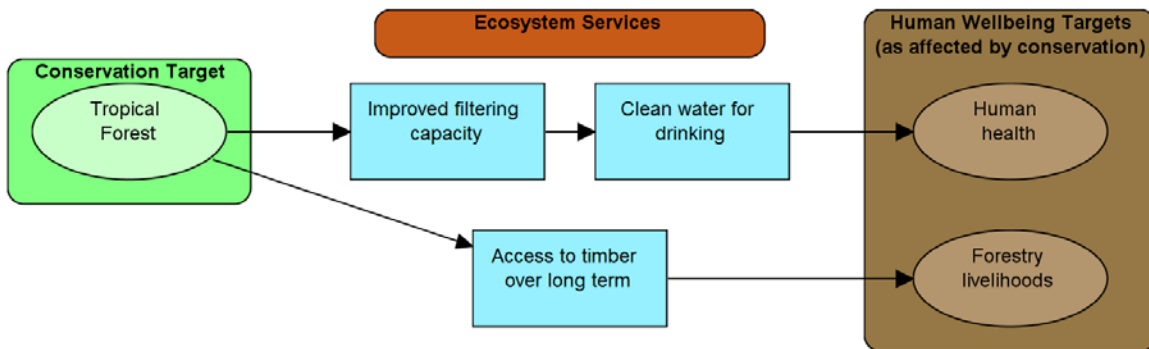 Ecosystem Services
Human Wellbeing Targets
(as affected by conservation)
Conservation Target
Tropical
Forest
Improved filtering
capacity
Clean water for
drinking
Human
health
Access to timber
over long term
Forestry
livelihoods